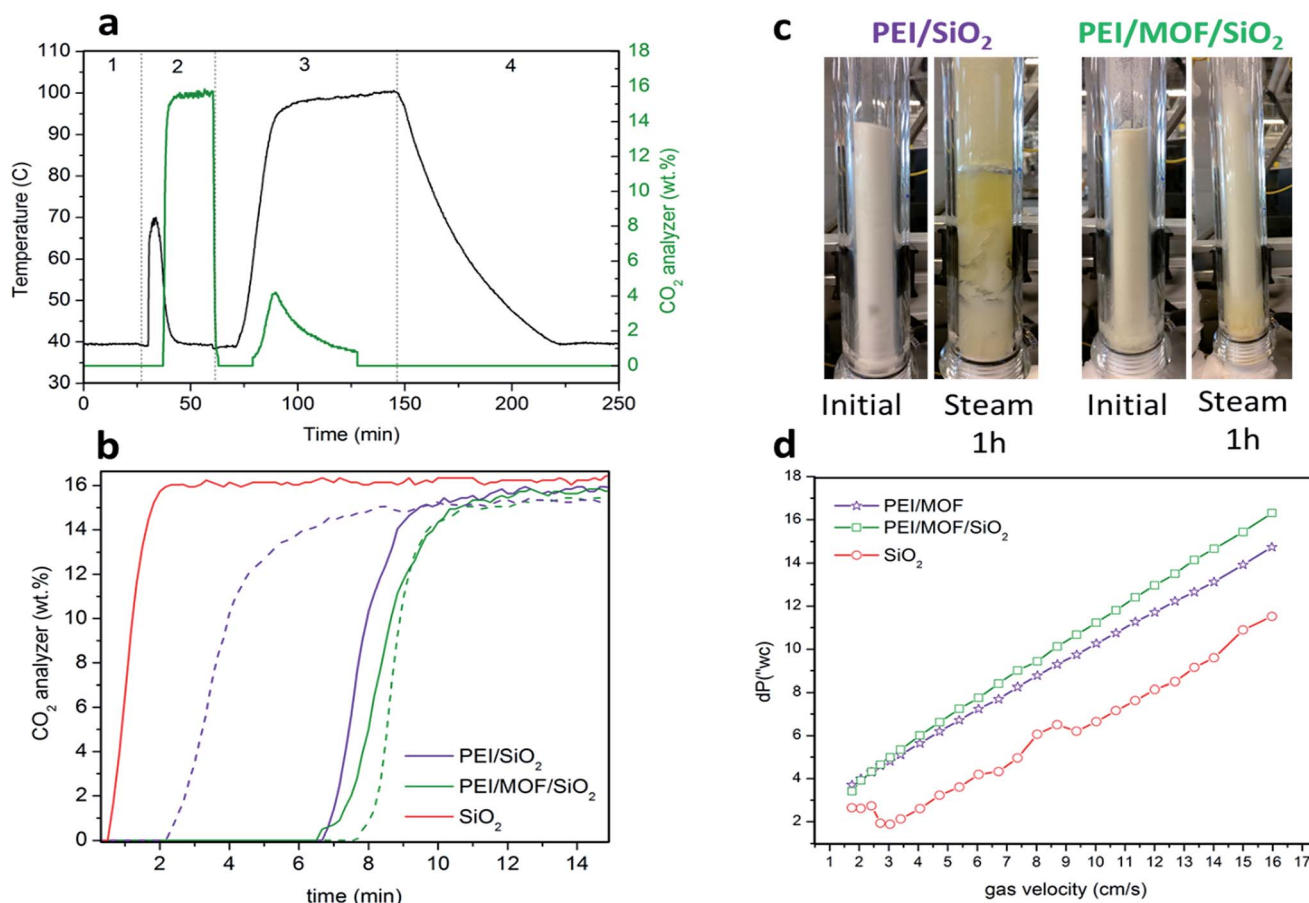 a
1 2 3 4
110
100
90
80
70
60
50
40
30
Temperature (C)
18
16
14
12
10
8
6
4
2
0
CO₂ analyzer (wt.%)
0 50 100 150 200 250
Time (min)
b
16
14
12
10
8
6
4
2
0
CO₂ analyzer (wt.%)
PEI/SiO₂
PEI/MOF/SiO₂
SiO₂
2 4 6 8 10 12 14
time (min)
c
PEI/SiO₂ PEI/MOF/SiO₂
Initial Steam Initial Steam
1h 1h
d
18
16
14
12
10
8
6
4
2
dP("wc)
PEI/MOF
PEI/MOF/SiO₂
SiO₂
1 2 3 4 5 6 7 8 9 10 11 12 13 14 15 16 17
gas velocity (cm/s)